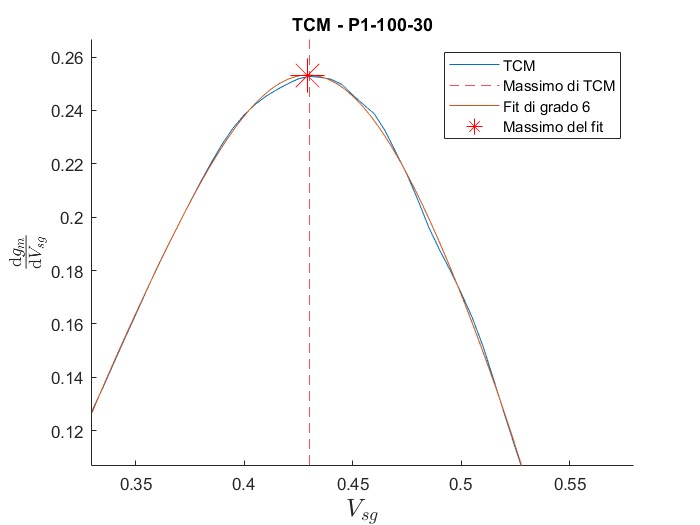 TCM - P1-100-30
0.26
0.24
0.22
0.2
0.18
0.16
0.14
0.12
dg_m
dV_sg
TCM
Massimo di TCM
Fit di grado 6
Massimo del fit
0.35 0.4 0.45 0.5 0.55
V_sg